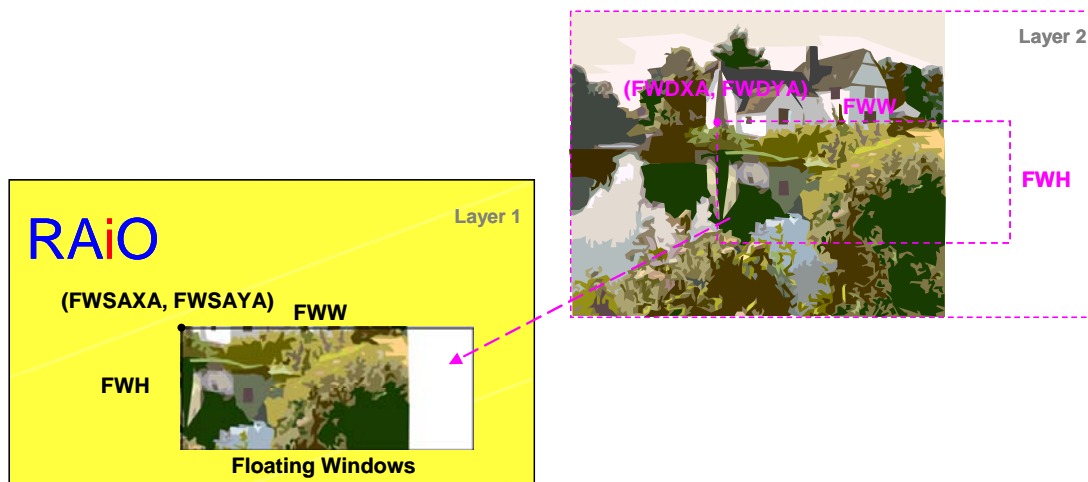 Layer 2
(FWDXA, FWDYA)
FWW
FWH
Layer 1
RAiO
(FWSAXA, FWSAYA)
FWW
FWH
Floating Windows